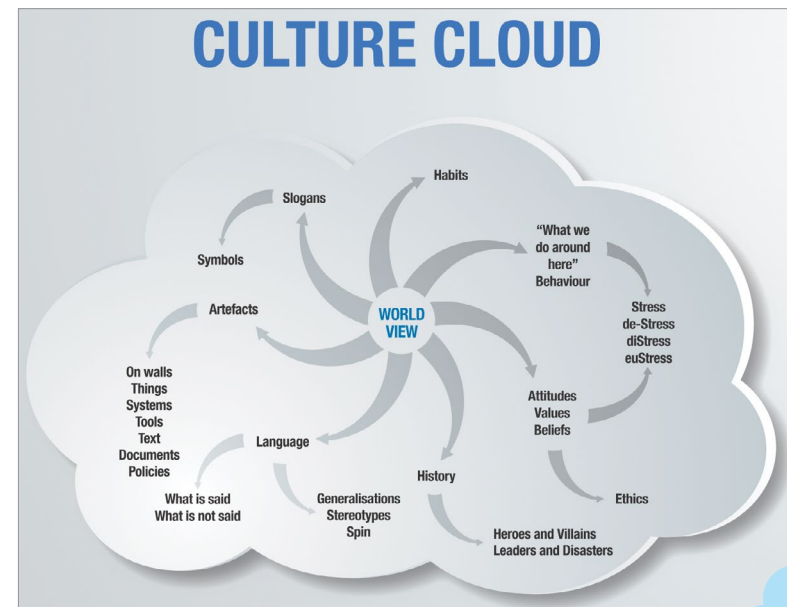 CULTURE CLOUD
Habits
Slogans
Symbols
"What we
do around
here"
Behaviour
Artefacts
WORLD
VIEW
Stress
de-Stress
diStress
euStress
On walls
Things
Systems
Tools
Text
Documents
Policies
Attitudes
Values
Beliefs
Language
History
What is said
What is not said
Generalisations
Stereotypes
Spin
Ethics
Heroes and Villains
Leaders and Disasters